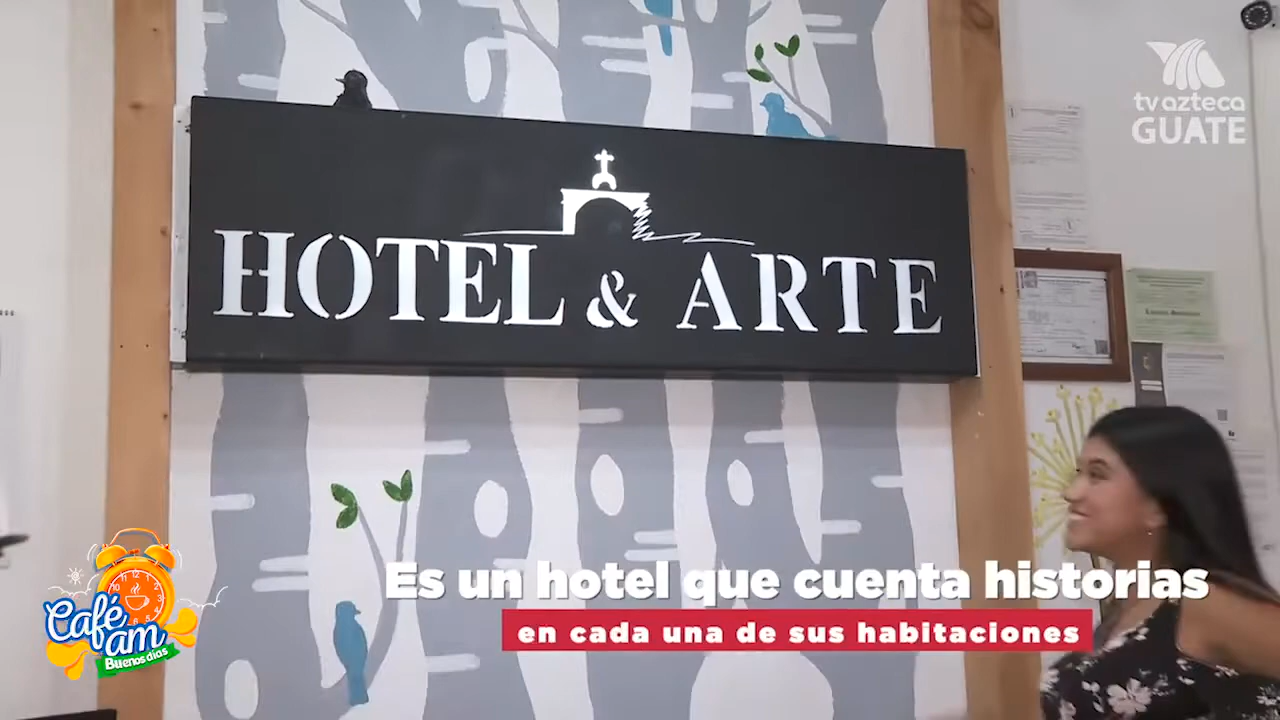 tv azteca
GUATE
HOTEL & ARTE
Es un hotel que cuenta historias
en cada una de sus habitaciones
Café
am
Buenos días